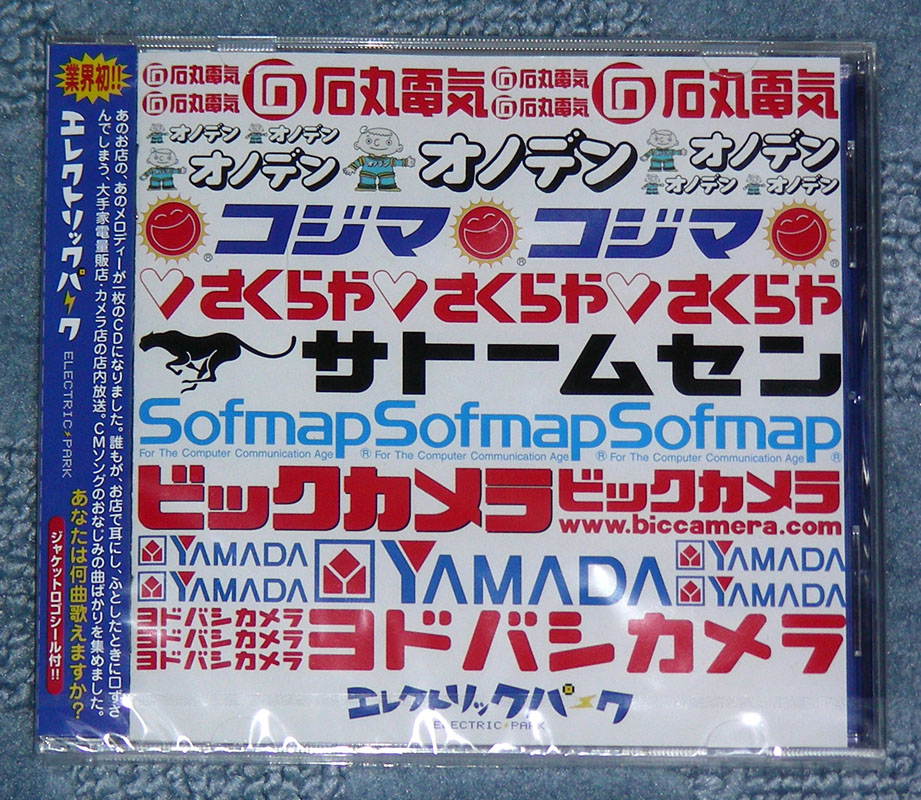 業界初!!
エレクトリックパーク
ELECTRIC PARK
あのお店の、あのメロディーが一枚のCDになりました。誰もが、お店で耳にし、ふとしたときに口ずさ
んでしまう、大手家電量販店・カメラ店の店内放送。CMソングのおなじみの曲ばかりを集めました。
あなたは何曲歌えますか?
ジャケットロゴシール付!!
石丸電気 石丸電気 石丸電気 石丸電気
石丸電気 石丸電気
オノデン オノデン オノデン オノデン
オノデン オノデン オノデン
オノデン
コジマ® コジマ® ®
さくらや さくらや さくらや
サトームセン
Sofmap Sofmap Sofmap
For The Computer Communication Age ® For The Computer Communication Age ® For The Computer Communication Age ®
ビックカメラ ビックカメラ
www.biccamera.com
YAMADA YAMADA YAMADA
YAMADA YAMADA
ヨドバシカメラ ヨドバシカメラ
ヨドバシカメラ
ヨドバシカメラ
エレクトリックパーク
ELECTRIC PARK